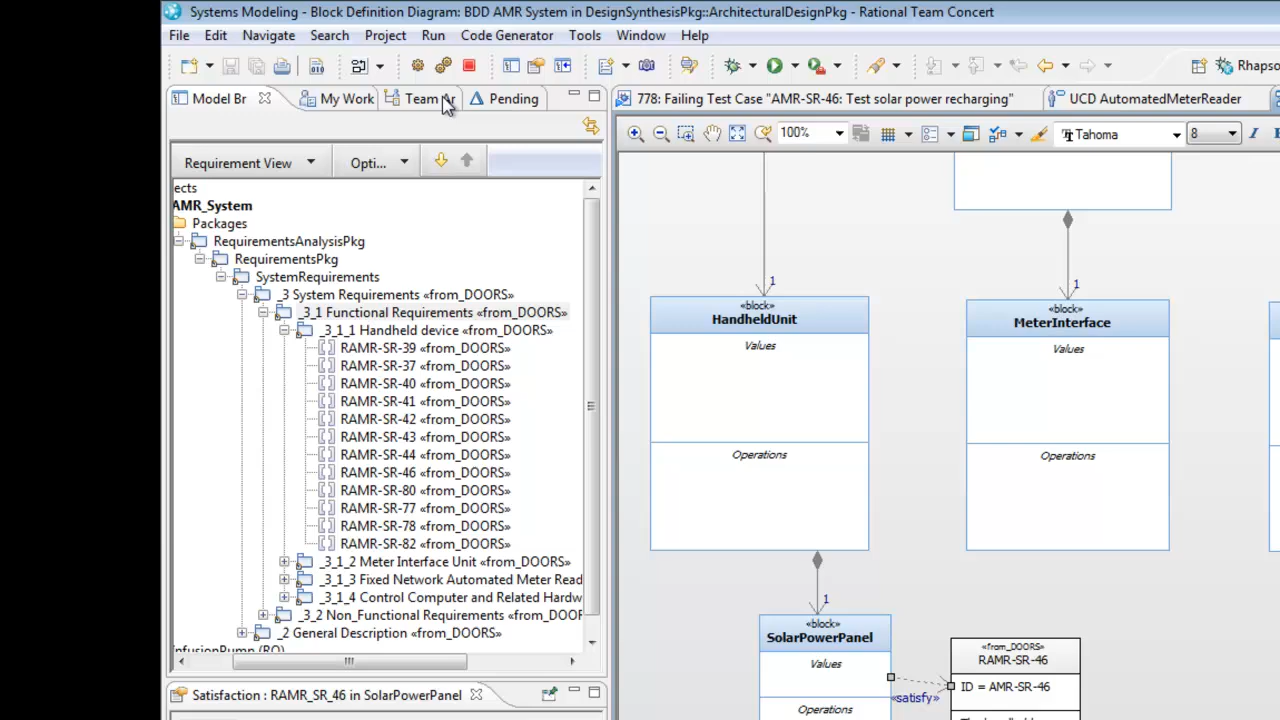 Systems Modeling - Block Definition Diagram: BDD AMR System in DesignSynthesisPkg::ArchitecturalDesignPkg - Rational Team Concert
File Edit Navigate Search Project Run Code Generator Tools Window Help
Rhapso
Model Br My Work Team Ar Pending
778: Failing Test Case "AMR-SR-46: Test solar power recharging" UCD AutomatedMeterReader
100% Tahoma 8 I
Requirement View Opti...
ects
AMR_System
Packages
RequirementsAnalysisPkg
RequirementsPkg
SystemRequirements
_3 System Requirements «from_DOORS»
_3_1 Functional Requirements «from_DOORS»
_3_1_1 Handheld device «from_DOORS»
RAMR-SR-39 «from_DOORS»
RAMR-SR-37 «from_DOORS»
RAMR-SR-40 «from_DOORS»
RAMR-SR-41 «from_DOORS»
RAMR-SR-42 «from_DOORS»
RAMR-SR-43 «from_DOORS»
RAMR-SR-44 «from_DOORS»
RAMR-SR-46 «from_DOORS»
RAMR-SR-80 «from_DOORS»
RAMR-SR-77 «from_DOORS»
RAMR-SR-78 «from_DOORS»
RAMR-SR-82 «from_DOORS»
_3_1_2 Meter Interface Unit «from_DOORS»
_3_1_3 Fixed Network Automated Meter Read
_3_1_4 Control Computer and Related Hardw
_3_2 Non_Functional Requirements «from_DOOF
_2 General Description «from_DOORS»
Satisfaction : RAMR_SR_46 in SolarPowerPanel
1
«block»
HandheldUnit
Values
Operations
1
«block»
MeterInterface
Values
Operations
1
«block»
SolarPowerPanel
Values
Operations
«satisfy»
«from_DOORS»
RAMR-SR-46
ID = AMR-SR-46